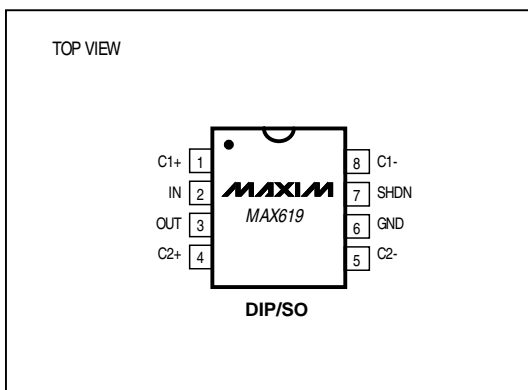 TOP VIEW
C1+ 1
IN 2
OUT 3
C2+ 4
MAXIM
MAX619
8 C1-
7 SHDN
6 GND
5 C2-
DIP/SO